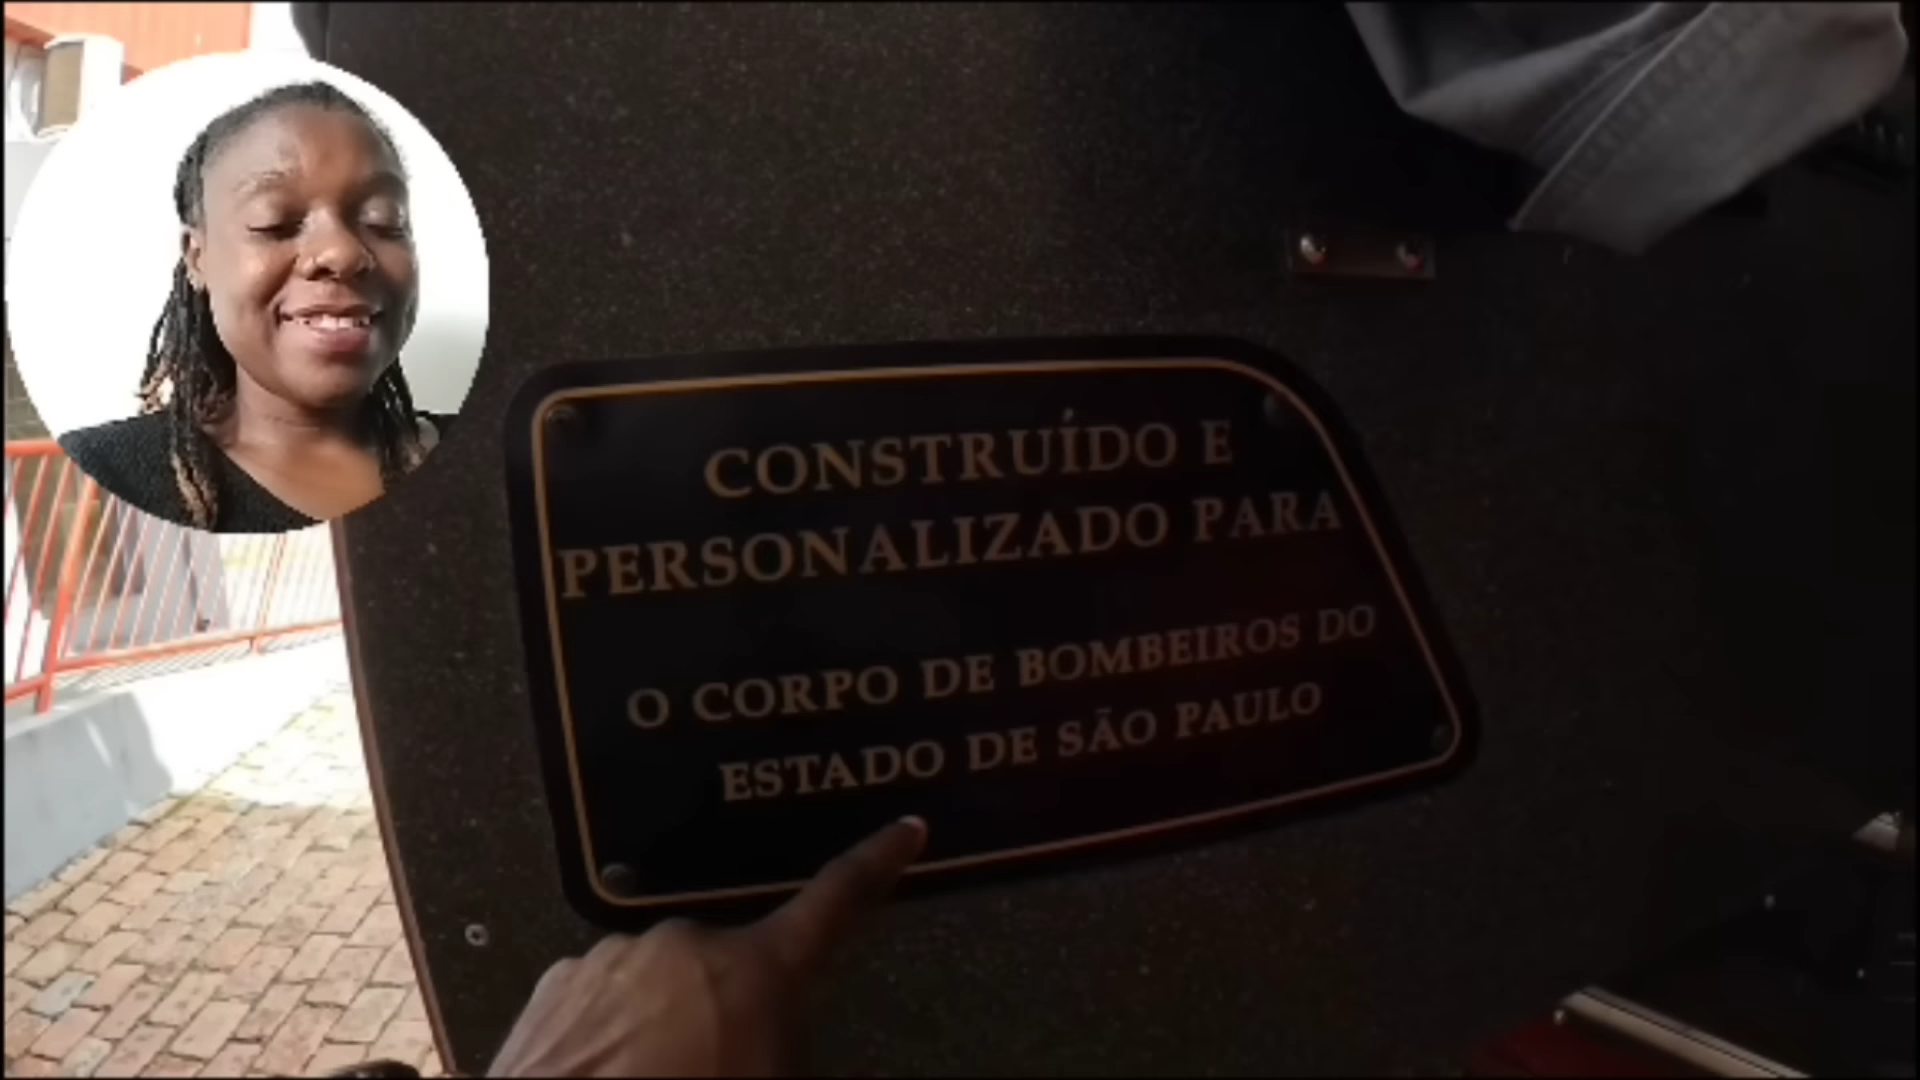 CONSTRUÍDO E
PERSONALIZADO PARA
O CORPO DE BOMBEIROS DO
ESTADO DE SÃO PAULO